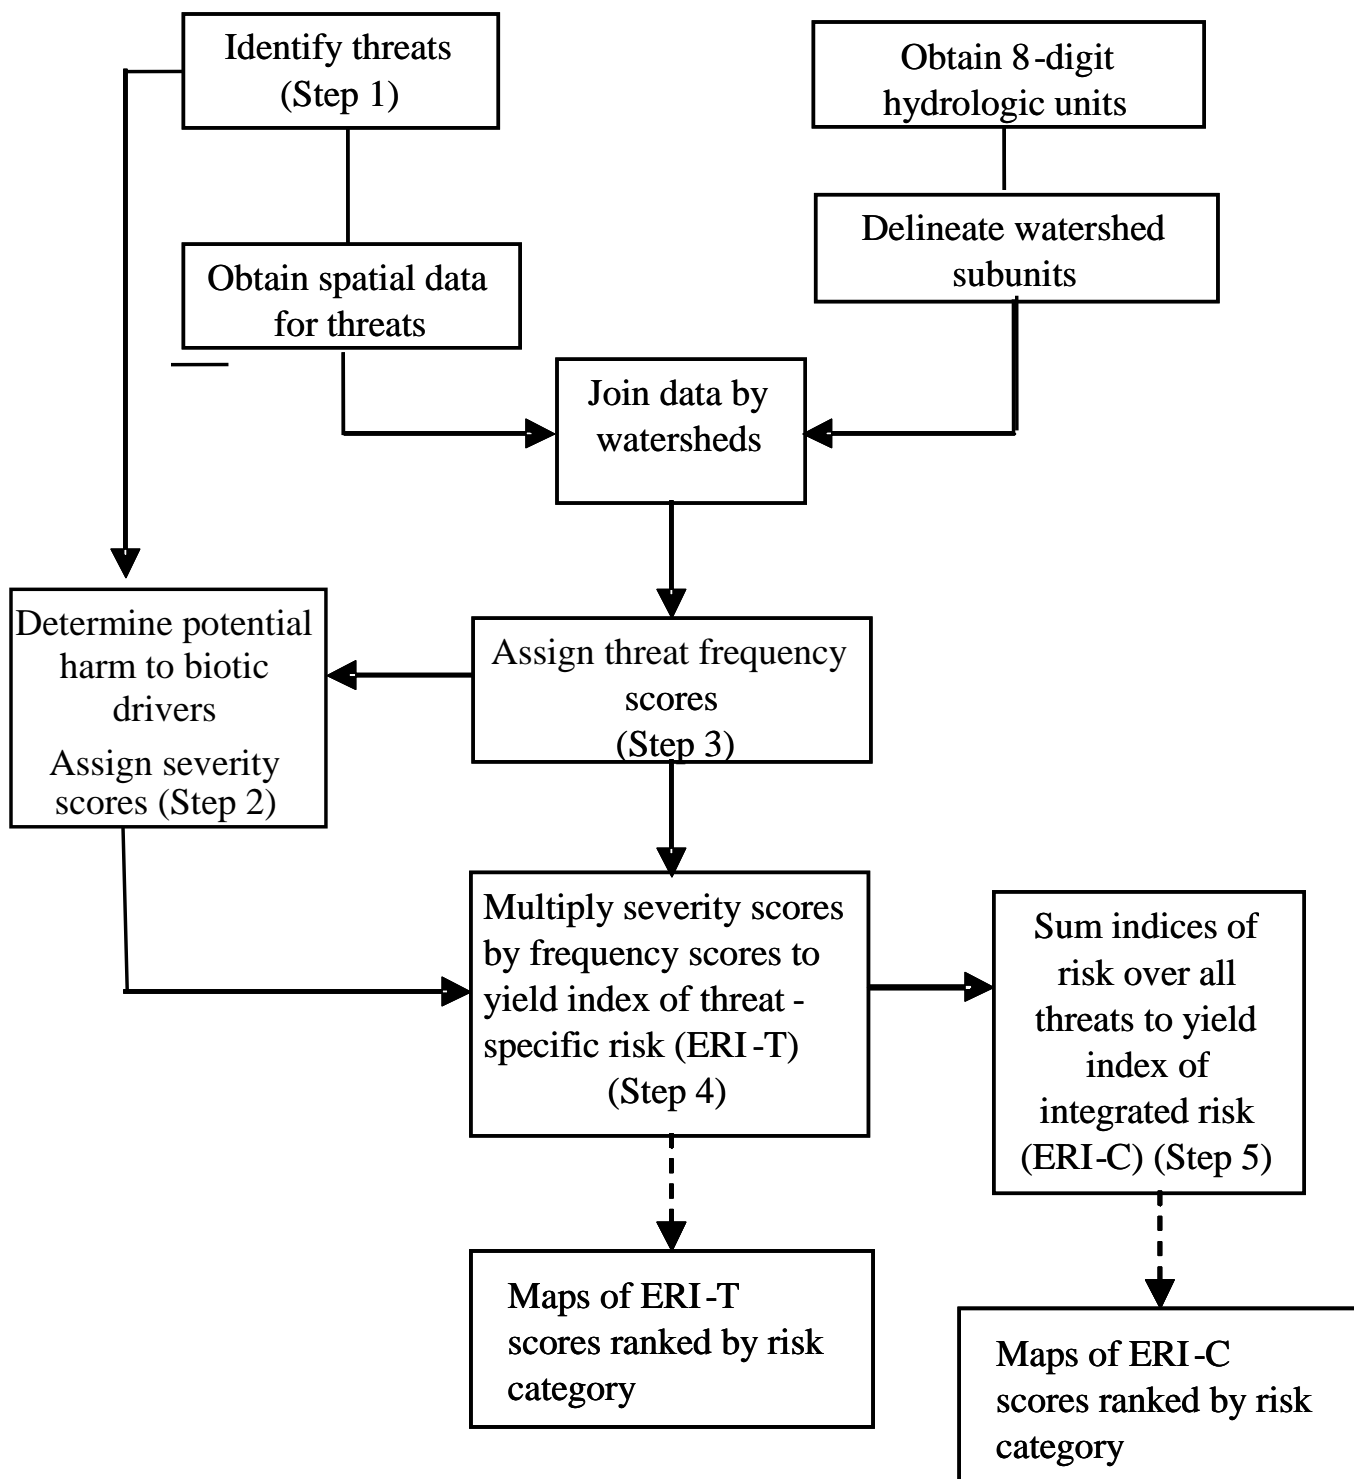 Identify threats
(Step 1)
Obtain 8-digit
hydrologic units
Delineate watershed
subunits
Obtain spatial data
for threats
Join data by
watersheds
Determine potential
harm to biotic
drivers
Assign severity
scores (Step 2)
Assign threat frequency
scores
(Step 3)
Multiply severity scores
by frequency scores to
yield index of threat-
specific risk (ERI-T)
(Step 4)
Sum indices of
risk over all
threats to yield
index of
integrated risk
(ERI-C) (Step 5)
Maps of ERI-T
scores ranked by risk
category
Maps of ERI-C
scores ranked by risk
category